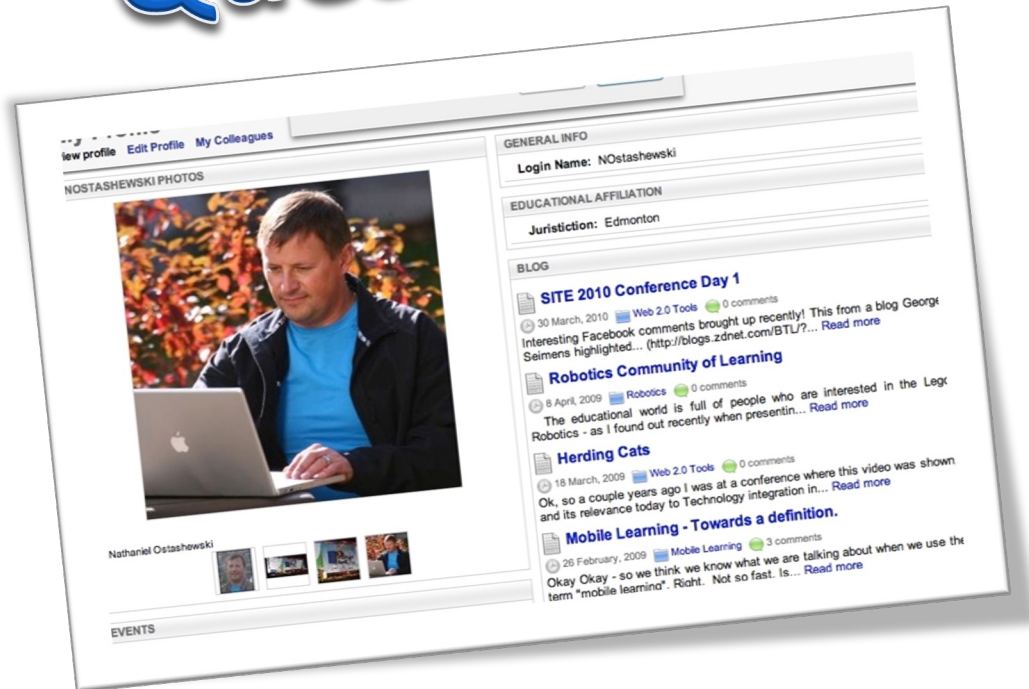 iew profile Edit Profile My Colleagues
NOSTASHEWSKI PHOTOS
Nathaniel Ostashewski
EVENTS
GENERAL INFO
Login Name: NOstashewski
EDUCATIONAL AFFILIATION
Juristiction: Edmonton
BLOG
SITE 2010 Conference Day 1
30 March, 2010 Web 2.0 Tools 0 comments
Interesting Facebook comments brought up recently! This from a blog George
Seimens highlighted... (http://blogs.zdnet.com/BTL/?... Read more
Robotics Community of Learning
8 April, 2009 Robotics 0 comments
The educational world is full of people who are interested in the Lego
Robotics - as I found out recently when presentin... Read more
Herding Cats
18 March, 2009 Web 2.0 Tools 0 comments
Ok, so a couple years ago I was at a conference where this video was shown
and its relevance today to Technology integration in... Read more
Mobile Learning - Towards a definition.
26 February, 2009 Mobile Learning 3 comments
Okay Okay - so we think we know what we are talking about when we use the
term "mobile learning". Right. Not so fast. Is... Read more